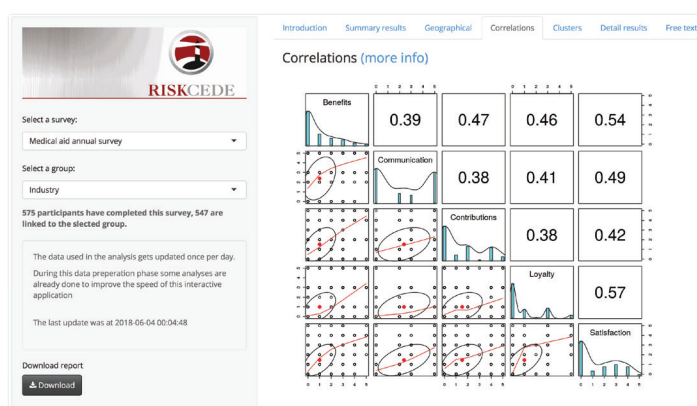 Introduction Summary results Geographical Correlations Clusters Detail results Free text
RISKCEDE
Select a survey:
Medical aid annual survey
Select a group:
Industry
575 participants have completed this survey, 547 are
linked to the slected group.
The data used in the analysis gets updated once per day.
During this data preperation phase some analyses are
already done to improve the speed of this interactive
application
The last update was at 2018-06-04 00:04:48
Download report
Download
Correlations (more info)
0 2 3 4 5 0 2 3 4 5
Benefits 0.39 0.47 0.46 0.54
Communication 0.38 0.41 0.49
Contributions 0.38 0.42
Loyalty 0.57
Satisfaction
0 1 2 3 4 5 0 1 2 3 4 5 0 1 2 3 4 5